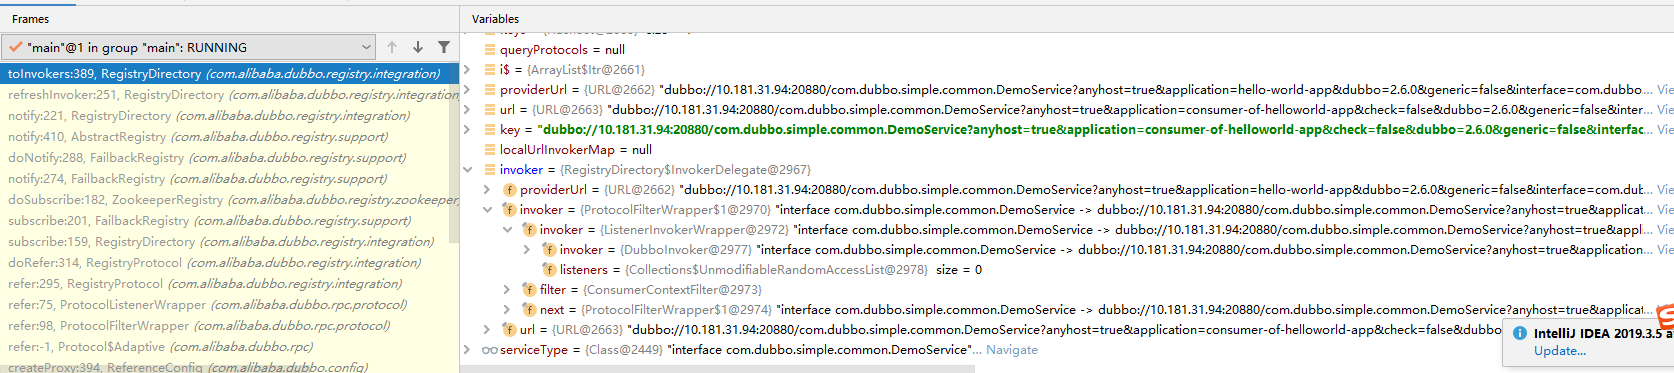 Frames
"main"@1 in group "main": RUNNING
toInvokers:389, RegistryDirectory (com.alibaba.dubbo.registry.integration)
refreshInvoker:251, RegistryDirectory (com.alibaba.dubbo.registry.integration
notify:221, RegistryDirectory (com.alibaba.dubbo.registry.integration)
notify:410, AbstractRegistry (com.alibaba.dubbo.registry.support)
doNotify:288, FailbackRegistry (com.alibaba.dubbo.registry.support)
notify:274, FailbackRegistry (com.alibaba.dubbo.registry.support)
doSubscribe:182, ZookeeperRegistry (com.alibaba.dubbo.registry.zookeeper
subscribe:201, FailbackRegistry (com.alibaba.dubbo.registry.support)
subscribe:159, RegistryDirectory (com.alibaba.dubbo.registry.integration)
doRefer:314, RegistryProtocol (com.alibaba.dubbo.registry.integration)
refer:295, RegistryProtocol (com.alibaba.dubbo.registry.integration)
refer:75, ProtocolListenerWrapper (com.alibaba.dubbo.rpc.protocol)
refer:98, ProtocolFilterWrapper (com.alibaba.dubbo.rpc.protocol)
refer:-1, Protocol$Adaptive (com.alibaba.dubbo.rpc)
createProxy:394, ReferenceConfig (com.alibaba.dubbo.config)
Variables
queryProtocols = null
i$ = {ArrayList$Itr@2661}
providerUrl = {URL@2662} "dubbo://10.181.31.94:20880/com.dubbo.simple.common.DemoService?anyhost=true&application=hello-world-app&dubbo=2.6.0&generic=false&interface=com.dubbo... Vie
url = {URL@2663} "dubbo://10.181.31.94:20880/com.dubbo.simple.common.DemoService?anyhost=true&application=consumer-of-helloworld-app&check=false&dubbo=2.6.0&generic=false&inter... Vie
key = "dubbo://10.181.31.94:20880/com.dubbo.simple.common.DemoService?anyhost=true&application=consumer-of-helloworld-app&check=false&dubbo=2.6.0&generic=false&interfac... Vie
localUrlInvokerMap = null
invoker = {RegistryDirectory$InvokerDelegate@2967}
providerUrl = {URL@2662} "dubbo://10.181.31.94:20880/com.dubbo.simple.common.DemoService?anyhost=true&application=hello-world-app&dubbo=2.6.0&generic=false&interface=com.dub... Vie
invoker = {ProtocolFilterWrapper$1@2970} "interface com.dubbo.simple.common.DemoService -> dubbo://10.181.31.94:20880/com.dubbo.simple.common.DemoService?anyhost=true&applicat... Vie
invoker = {ListenerInvokerWrapper@2972} "interface com.dubbo.simple.common.DemoService -> dubbo://10.181.31.94:20880/com.dubbo.simple.common.DemoService?anyhost=true&appl... Vie
invoker = {DubboInvoker@2977} "interface com.dubbo.simple.common.DemoService -> dubbo://10.181.31.94:20880/com.dubbo.simple.common.DemoService?anyhost=true&application... Vie
listeners = {Collections$UnmodifiableRandomAccessList@2978} size = 0
filter = {ConsumerContextFilter@2973}
next = {ProtocolFilterWrapper$1@2974} "interface com.dubbo.simple.common.DemoService -> dubbo://10.181.31.94:20880/com.dubbo.simple.common.DemoService?anyhost=true&applicati... Vie
url = {URL@2663} "dubbo://10.181.31.94:20880/com.dubbo.simple.common.DemoService?anyhost=true&application=consumer-of-helloworld-app&check=false&dubbo
serviceType = {Class@2449} "interface com.dubbo.simple.common.DemoService"... Navigate
IntelliJ IDEA 2019.3.5 a
Update...